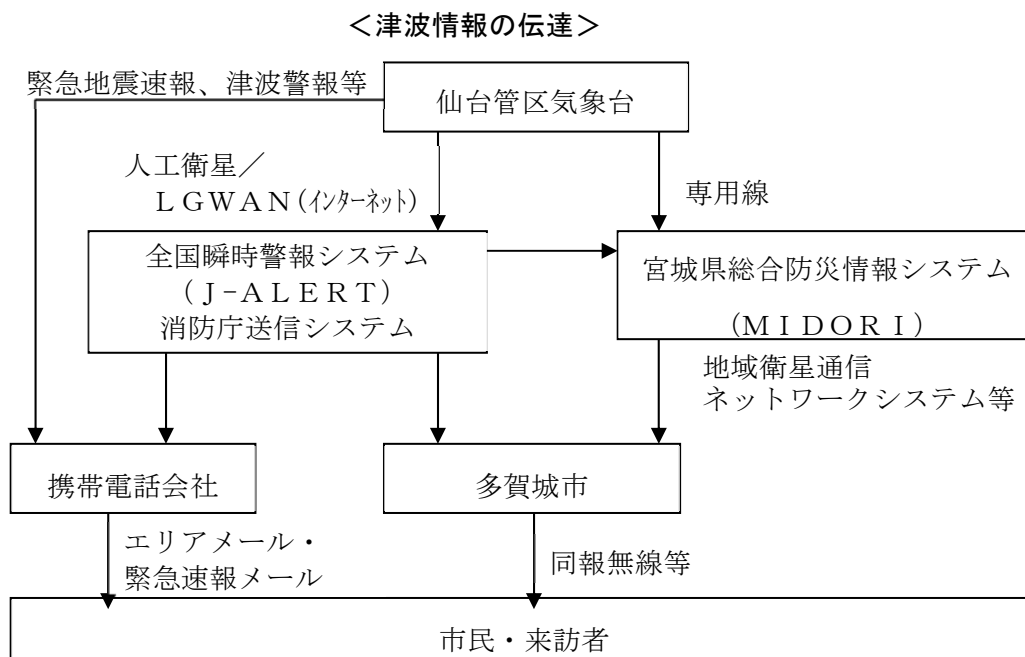 ＜津波情報の伝達＞
緊急地震速報、津波警報等
仙台管区気象台
人工衛星／
ＬＧＷＡＮ(ｲﾝﾀｰﾈｯﾄ)
専用線
全国瞬時警報システム
（Ｊ-ＡＬＥＲＴ）
消防庁送信システム
宮城県総合防災情報システム
(ＭＩＤＯＲＩ)
地域衛星通信
ネットワークシステム等
携帯電話会社
多賀城市
エリアメール・
緊急速報メール
同報無線等
市民・来訪者